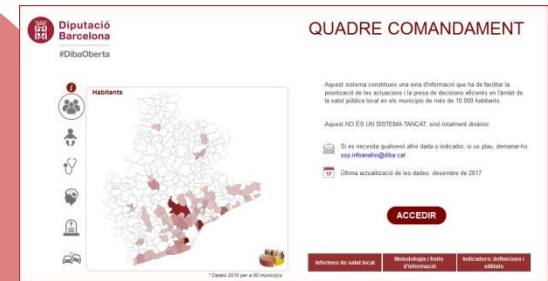 Diputació
Barcelona
#DibaOberta
QUADRE COMANDAMENT
Habitants
Aquest sistema constitueix una eina d'informació que ha de facilitar la
priorització de les actuacions i la presa de decisions eficients en l'àmbit de
la salut pública local en els municipis de més de 10.000 habitants.
Aquest NO ÉS UN SISTEMA TANCAT, sinó totalment dinàmic
Si es necesita qualsevol altre dada o indicador, si us plau, demanar-ho
ssp.infoanalisi@diba.cat
Última actualització de les dades: desembre de 2017
ACCEDIR
Informes de salut local
Metodologia i fonts
d'informació
Indicadors: definicions i
utilitats
* Dades 2016 per a 60 municipis